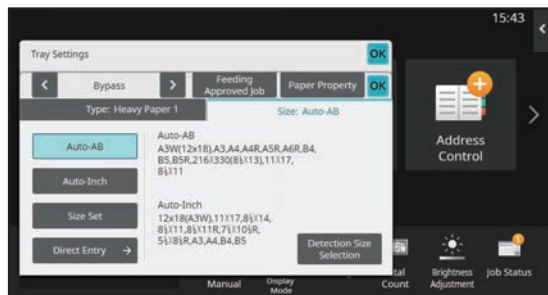 15:43
Tray Settings
OK
Bypass
Feeding
Approved Job
Paper Property
OK
Type: Heavy Paper 1
Size: Auto-AB
Auto-AB
Auto-AB
A3W(12x18),A3,A4,A4R,A5R,A6R,B4,
B5,B5R,216X330(8½X13),11X17,
8½X11
Auto-Inch
Size Set
Auto-Inch
12x18(A3W),11X17,8½X14,
8½X11,8½X11R,7¼X10½R,
5½X8½R,A3,A4,B4,B5
Direct Entry →
Detection Size
Selection
Address
Control
Manual
Display
Mode
Count
Brightness
Adjustment
Job Status